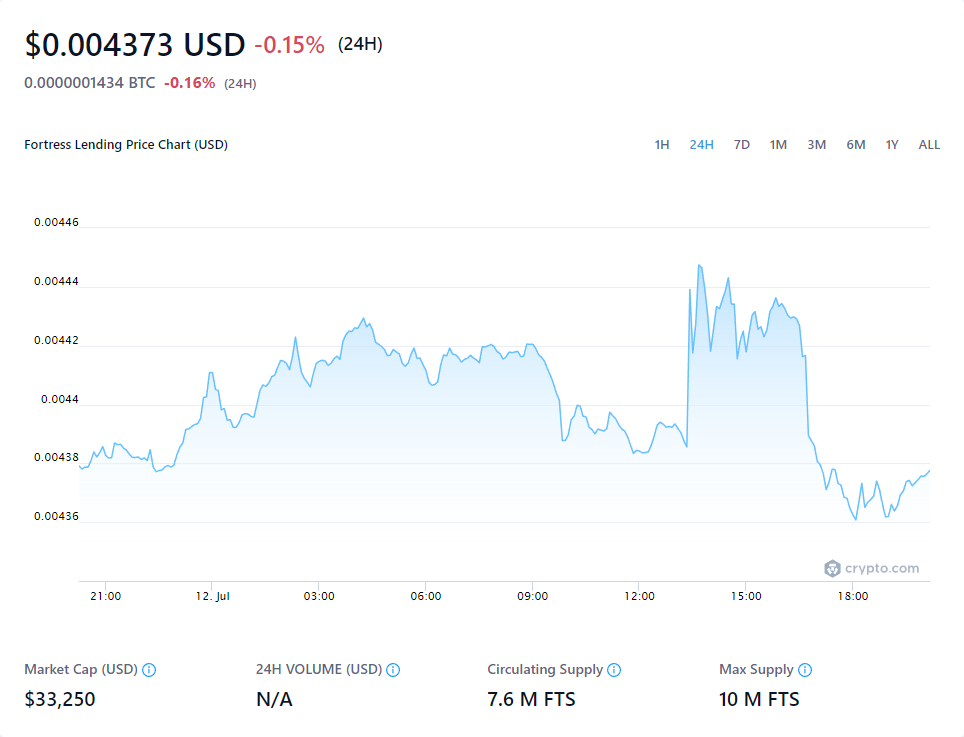 $0.004373 USD -0.15% (24H)
0.0000001434 BTC -0.16% (24H)
Fortress Lending Price Chart (USD) 1H 24H 7D 1M 3M 6M 1Y ALL
0.00446
0.00444
0.00442
0.0044
0.00438
0.00436
crypto.com
21:00 12. Jul 03:00 06:00 09:00 12:00 15:00 18:00
Market Cap (USD) 24H VOLUME (USD) Circulating Supply Max Supply
$33,250 N/A 7.6 M FTS 10 M FTS